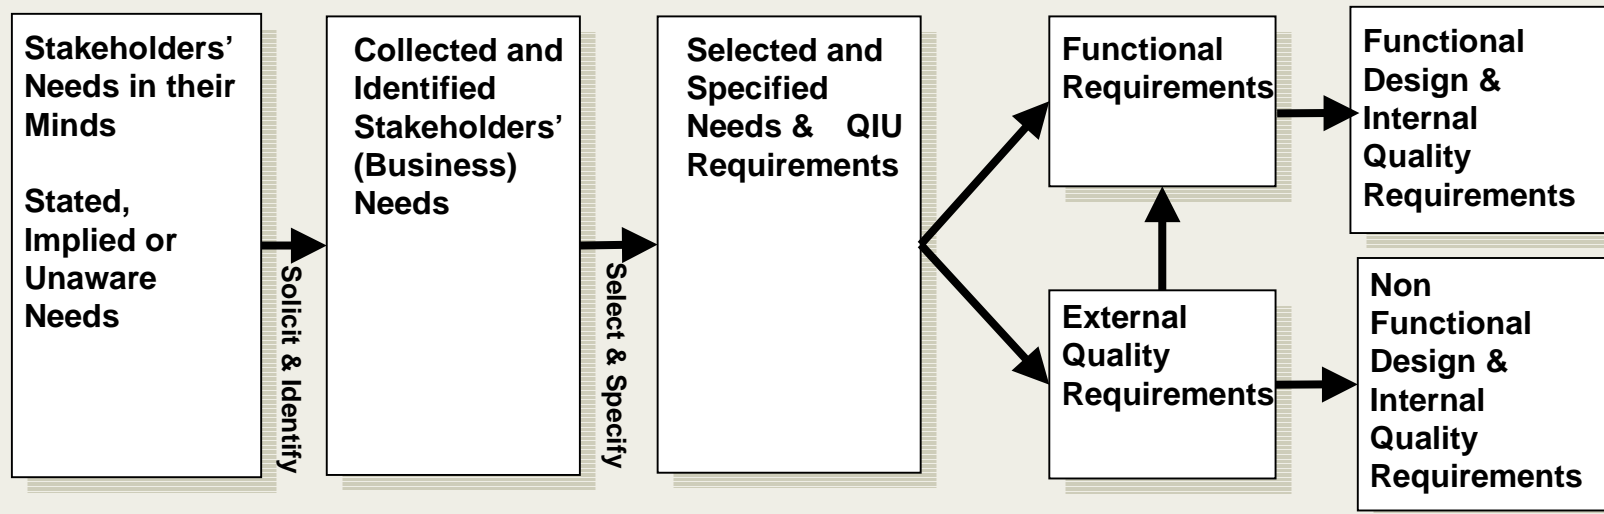 Stakeholders’
Needs in their
Minds
Stated,
Implied or
Unaware
Needs
Solicit & Identify
Collected and
Identified
Stakeholders’
(Business)
Needs
Select & Specify
Selected and
Specified
Needs & QIU
Requirements
Functional
Requirements
External
Quality
Requirements
Functional
Design &
Internal
Quality
Requirements
Non
Functional
Design &
Internal
Quality
Requirements